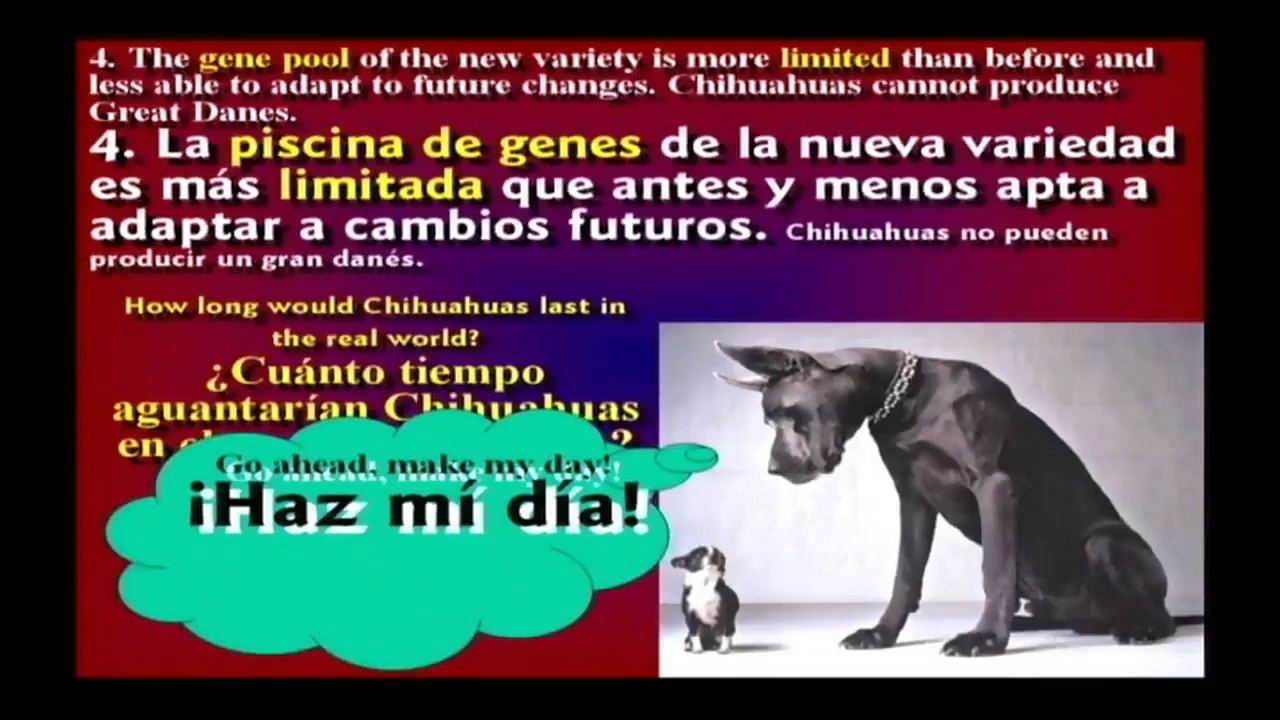 4. The gene pool of the new variety is more limited than before and
less able to adapt to future changes. Chihuahuas cannot produce
Great Danes.
4. La piscina de genes de la nueva variedad
es más limitada que antes y menos apta a
adaptar a cambios futuros. Chihuahuas no pueden
producir un gran danés.
How long would Chihuahuas last in
the real world?
¿Cuánto tiempo
aguantarían Chihuahuas
en ?
Go ahead, make my day!
¡Haz mí día!